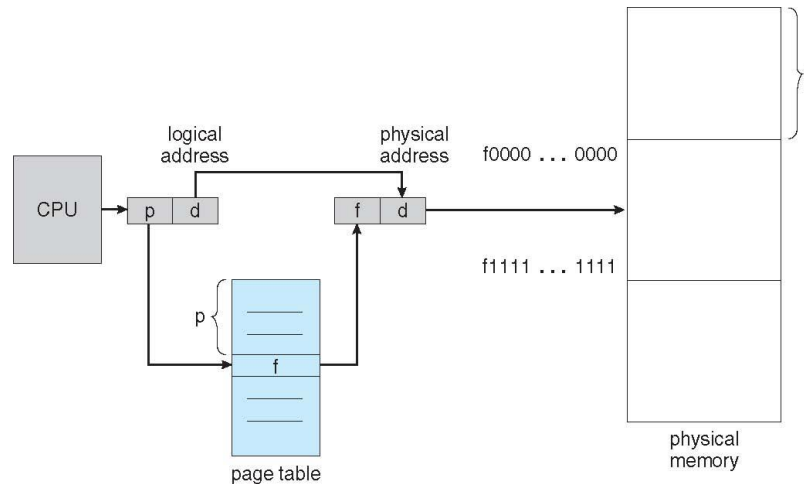 logical
address
physical
address
f0000 ... 0000
CPU
p
d
f
d
f1111 ... 1111
p
f
page table
physical
memory